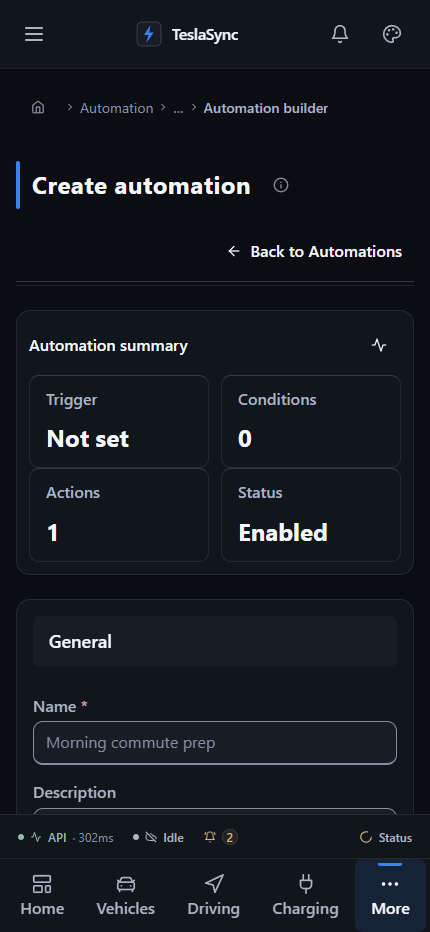 TeslaSync
Automation ... Automation builder
Create automation
Back to Automations
Automation summary
Trigger Conditions
Not set 0
Actions Status
1 Enabled
General
Name *
Morning commute prep
Description
API · 302ms Idle 2 Status
Home Vehicles Driving Charging More